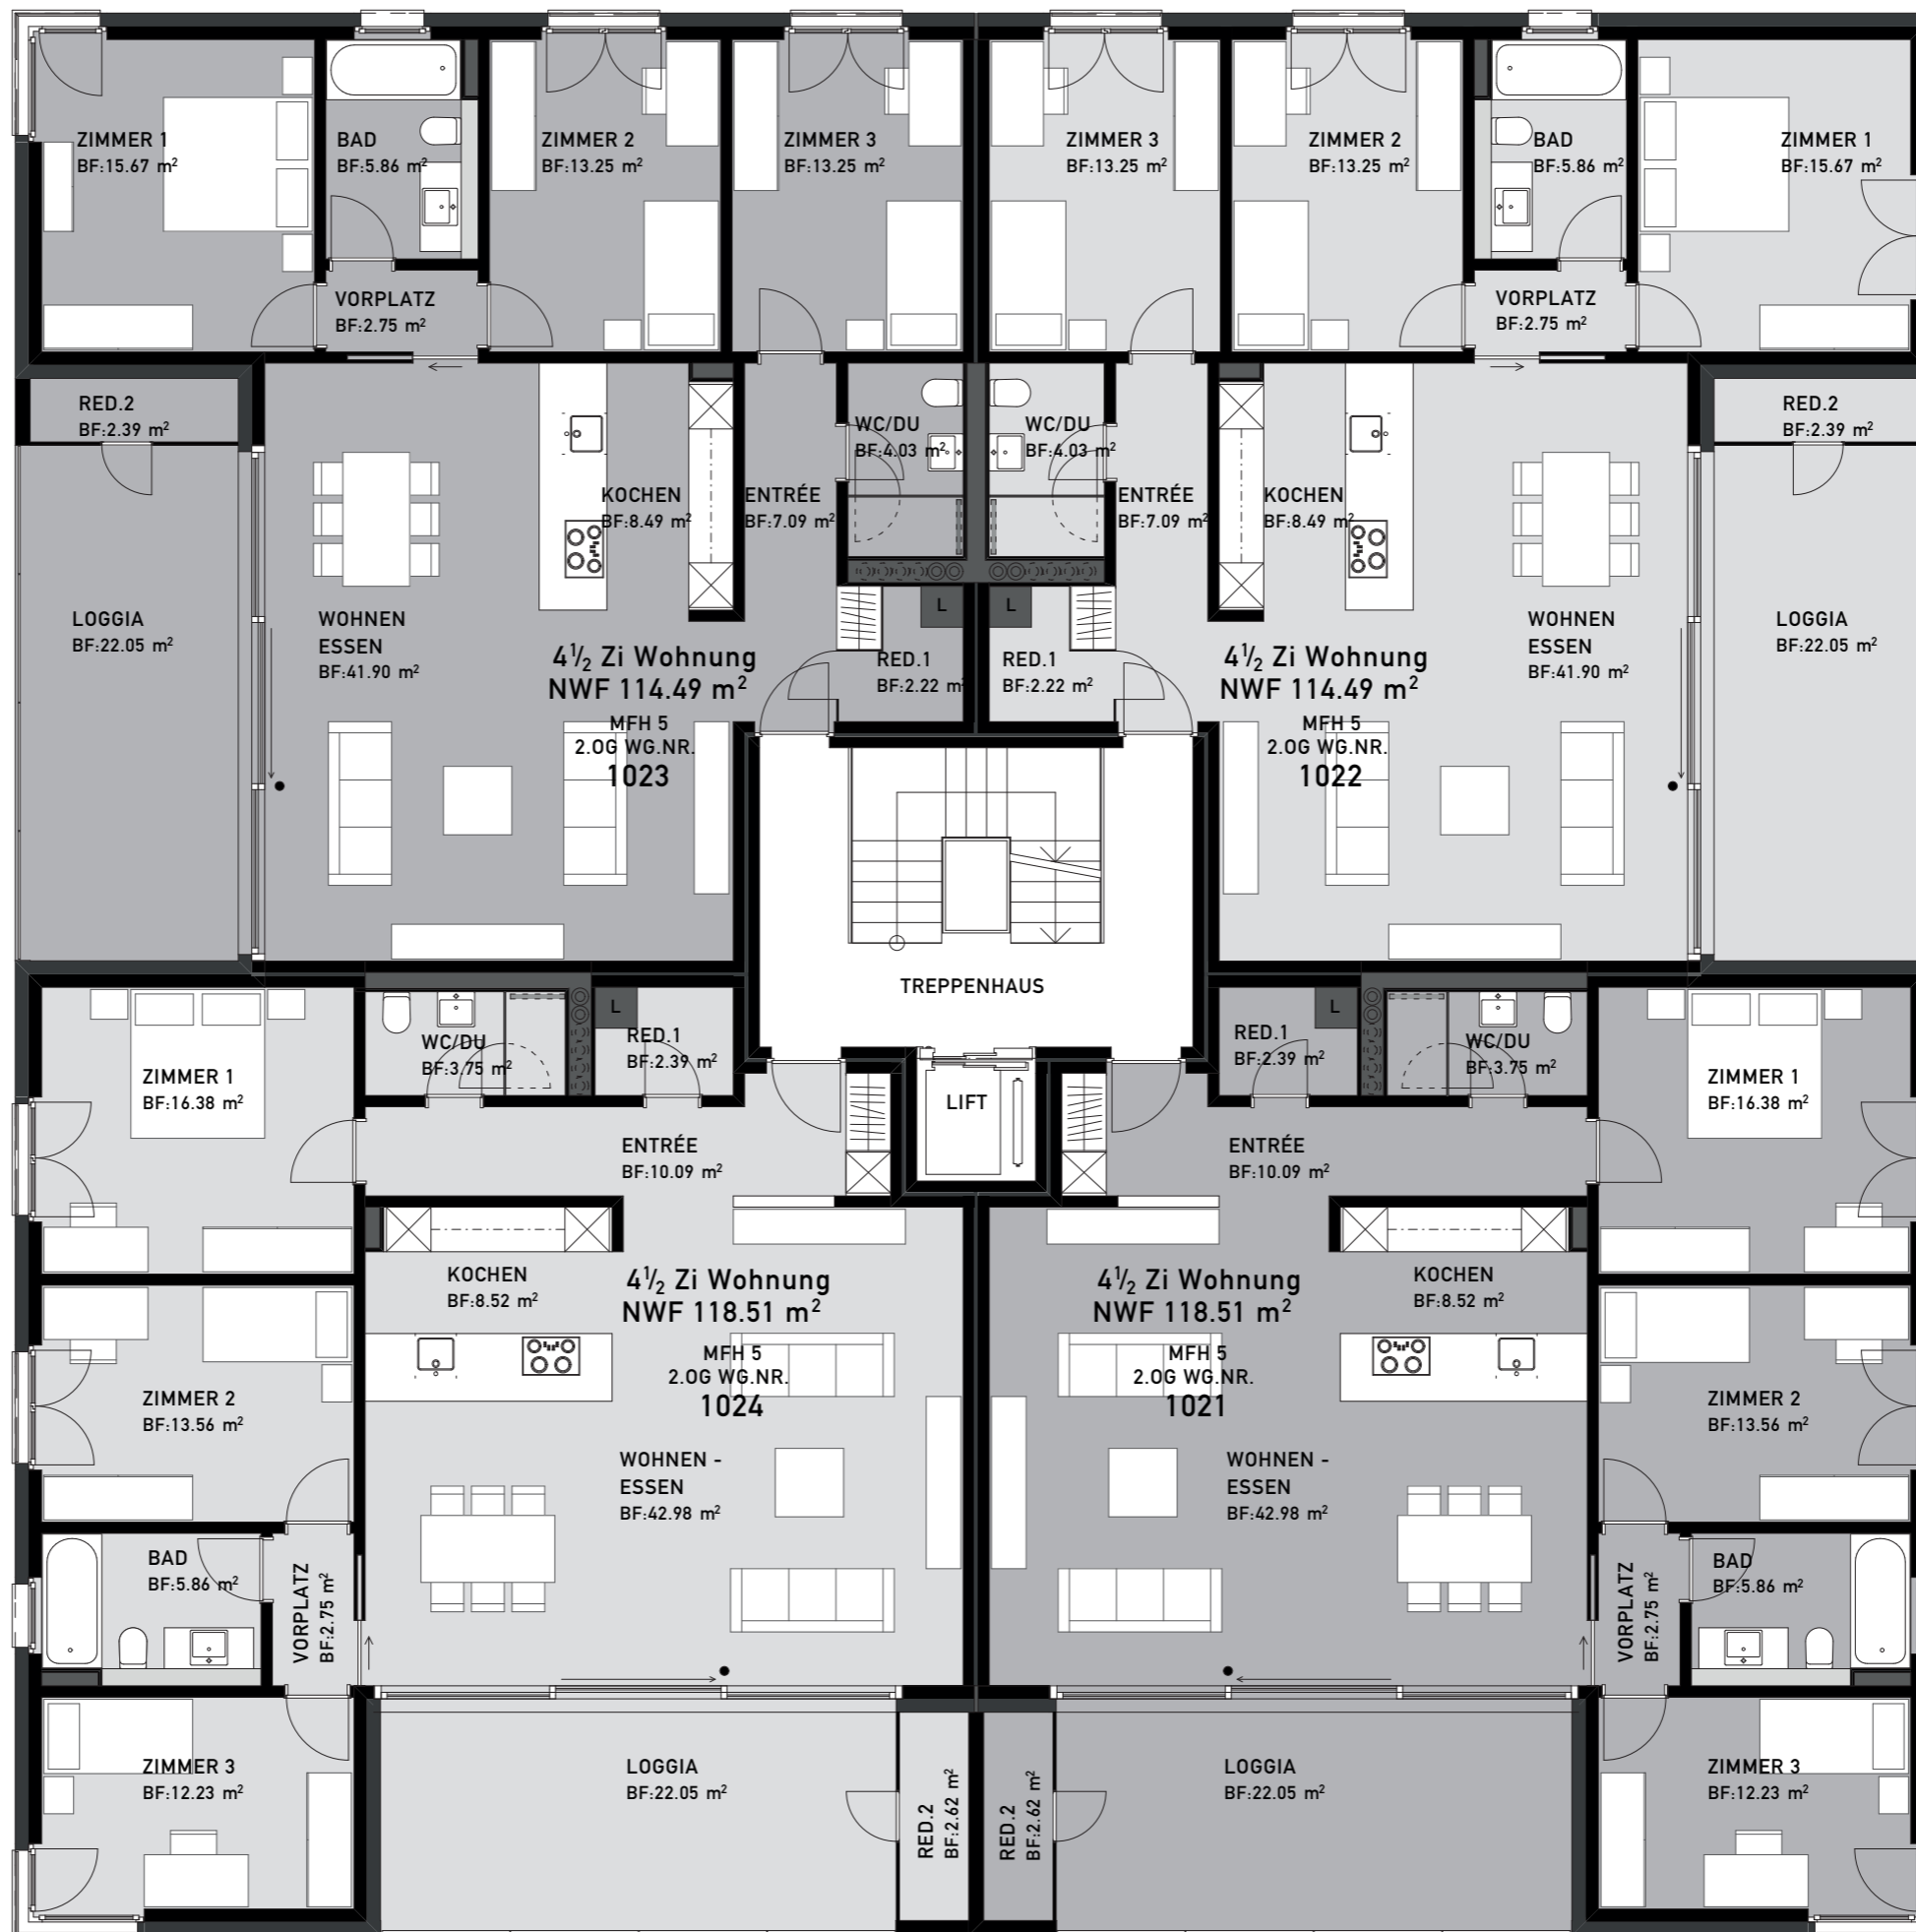 ZIMMER 1
BF:15.67 m²
BAD
BF:5.86 m²
ZIMMER 2
BF:13.25 m²
ZIMMER 3
BF:13.25 m²
ZIMMER 3
BF:13.25 m²
ZIMMER 2
BF:13.25 m²
BAD
BF:5.86 m²
ZIMMER 1
BF:15.67 m²
VORPLATZ
BF:2.75 m²
VORPLATZ
BF:2.75 m²
RED.2
BF:2.39 m²
KOCHEN
BF:8.49 m²
ENTRÉE
BF:7.09 m²
WC/DU
BF:4.03 m²
WC/DU
BF:4.03 m²
ENTRÉE
BF:7.09 m²
KOCHEN
BF:8.49 m²
RED.2
BF:2.39 m²
LOGGIA
BF:22.05 m²
WOHNEN
ESSEN
BF:41.90 m²
4½ Zi Wohnung
NWF 114.49 m²
MFH 5
2.OG WG.NR.
1023
L
RED.1
BF:2.22 m²
L
RED.1
BF:2.22 m²
4½ Zi Wohnung
NWF 114.49 m²
MFH 5
2.OG WG.NR.
1022
WOHNEN
ESSEN
BF:41.90 m²
LOGGIA
BF:22.05 m²
TREPPENHAUS
LIFT
ZIMMER 1
BF:16.38 m²
WC/DU
BF:3.75 m²
L
RED.1
BF:2.39 m²
L
RED.1
BF:2.39 m²
WC/DU
BF:3.75 m²
ZIMMER 1
BF:16.38 m²
ENTRÉE
BF:10.09 m²
ENTRÉE
BF:10.09 m²
KOCHEN
BF:8.52 m²
4½ Zi Wohnung
NWF 118.51 m²
MFH 5
2.OG WG.NR.
1024
4½ Zi Wohnung
NWF 118.51 m²
MFH 5
2.OG WG.NR.
1021
KOCHEN
BF:8.52 m²
ZIMMER 2
BF:13.56 m²
WOHNEN -
ESSEN
BF:42.98 m²
WOHNEN -
ESSEN
BF:42.98 m²
ZIMMER 2
BF:13.56 m²
BAD
BF:5.86 m²
VORPLATZ
BF:2.75 m²
VORPLATZ
BF:2.75 m²
BAD
BF:5.86 m²
ZIMMER 3
BF:12.23 m²
LOGGIA
BF:22.05 m²
RED.2
BF:2.62 m²
RED.2
BF:2.62 m²
LOGGIA
BF:22.05 m²
ZIMMER 3
BF:12.23 m²